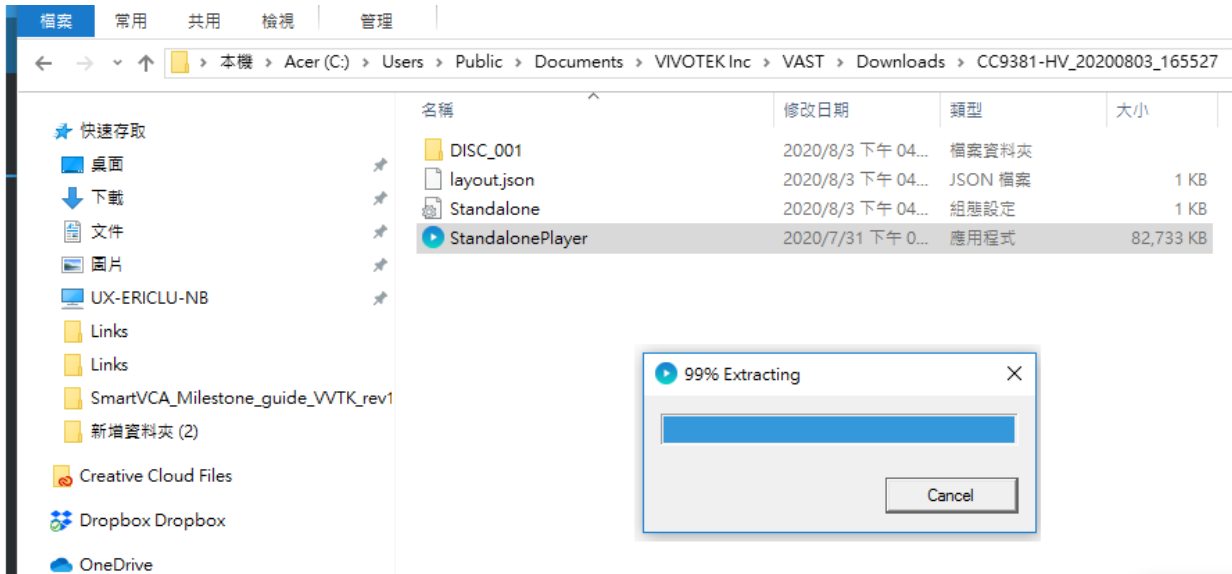 檔案 常用 共用 檢視 管理
本機 > Acer (C:) > Users > Public > Documents > VIVOTEK Inc > VAST > Downloads > CC9381-HV_20200803_165527
名稱 修改日期 類型 大小
快速存取
桌面
下載
文件
圖片
UX-ERICLU-NB
Links
Links
SmartVCA_Milestone_guide_VVTK_rev1
新增資料夾 (2)
Creative Cloud Files
Dropbox Dropbox
OneDrive
DISC_001 2020/8/3 下午 04... 檔案資料夾
layout.json 2020/8/3 下午 04... JSON 檔案 1 KB
Standalone 2020/8/3 下午 04... 組態設定 1 KB
StandalonePlayer 2020/7/31 下午 0... 應用程式 82,733 KB
99% Extracting
Cancel